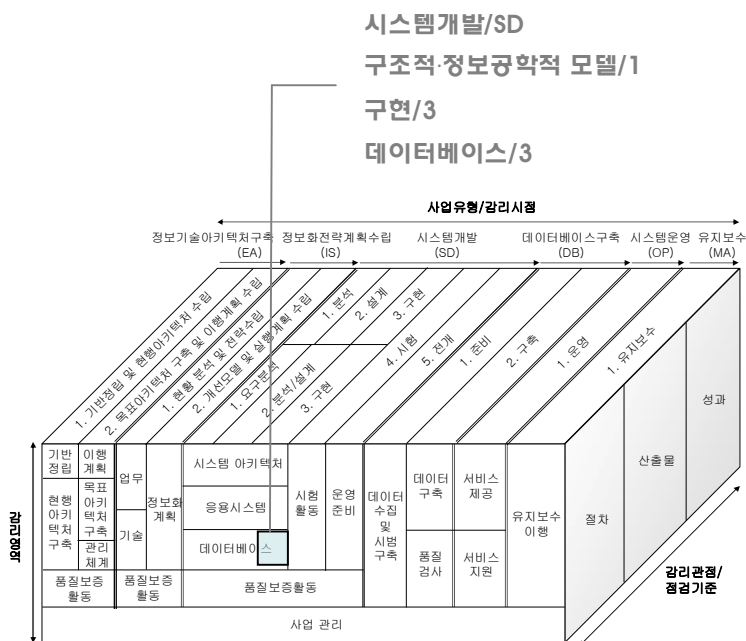 시스템개발/SD
구조적·정보공학적 모델/1
구현/3
데이터베이스/3
사업유형/감리시점
정보기술아키텍처구축
(EA)
정보화전략계획수립
(IS)
시스템개발
(SD)
데이터베이스구축
(DB)
시스템운영
(OP)
유지보수
(MA)
1. 기반정립 및 현행아키텍처 수립
2. 목표아키텍처 구축 및 이행계획 수립
1. 현황 분석 및 전략수립
2. 개선모델 및 실행계획 수립
1. 분석
2. 설계
3. 구현
1. 요구분석
2. 분석/설계
3. 구현
4. 시험
5. 전개
1. 준비
2. 구축
1. 운영
1. 유지보수
기반
정립
이행
계획
현행
아키
텍처
구축
목표
아키
텍처
구축
관리
체계
업무
기술
정보화
계획
시스템 아키텍처
응용시스템
데이터베이스
시험
활동
운영
준비
데이터
수집
및
시범
구축
데이터
구축
품질
검사
서비스
제공
서비스
지원
유지보수
이행
품질보증
활동
품질보증
활동
품질보증활동
사업 관리
절차
산출물
성과
감리영역
감리관점/
점검기준